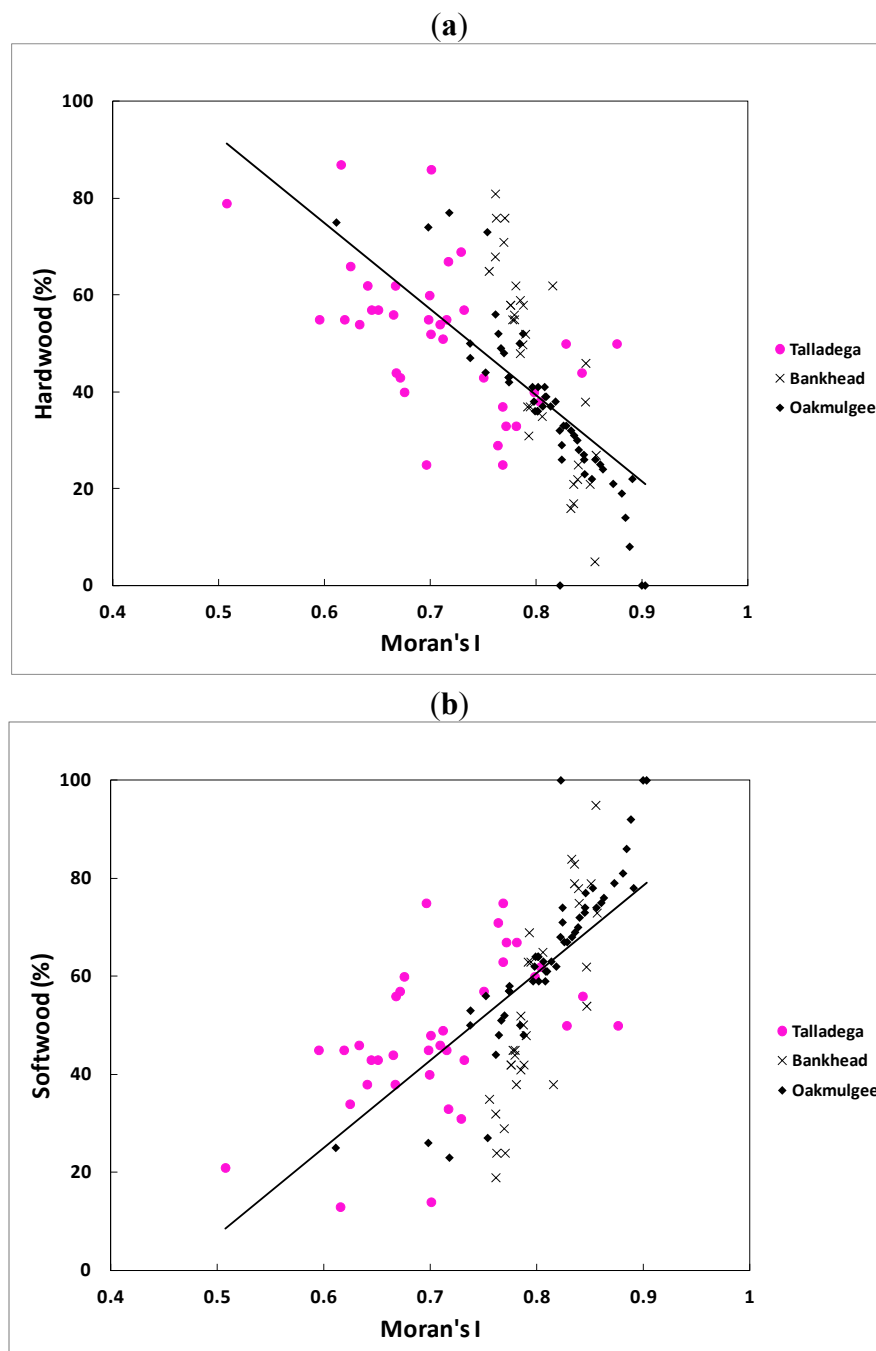 (a)
100
80
60
40
20
0
Hardwood (%)
0.4 0.5 0.6 0.7 0.8 0.9 1
Moran's I
Talladega
Bankhead
Oakmulgee
(b)
100
80
60
40
20
0
Softwood (%)
0.4 0.5 0.6 0.7 0.8 0.9 1
Moran's I
Talladega
Bankhead
Oakmulgee